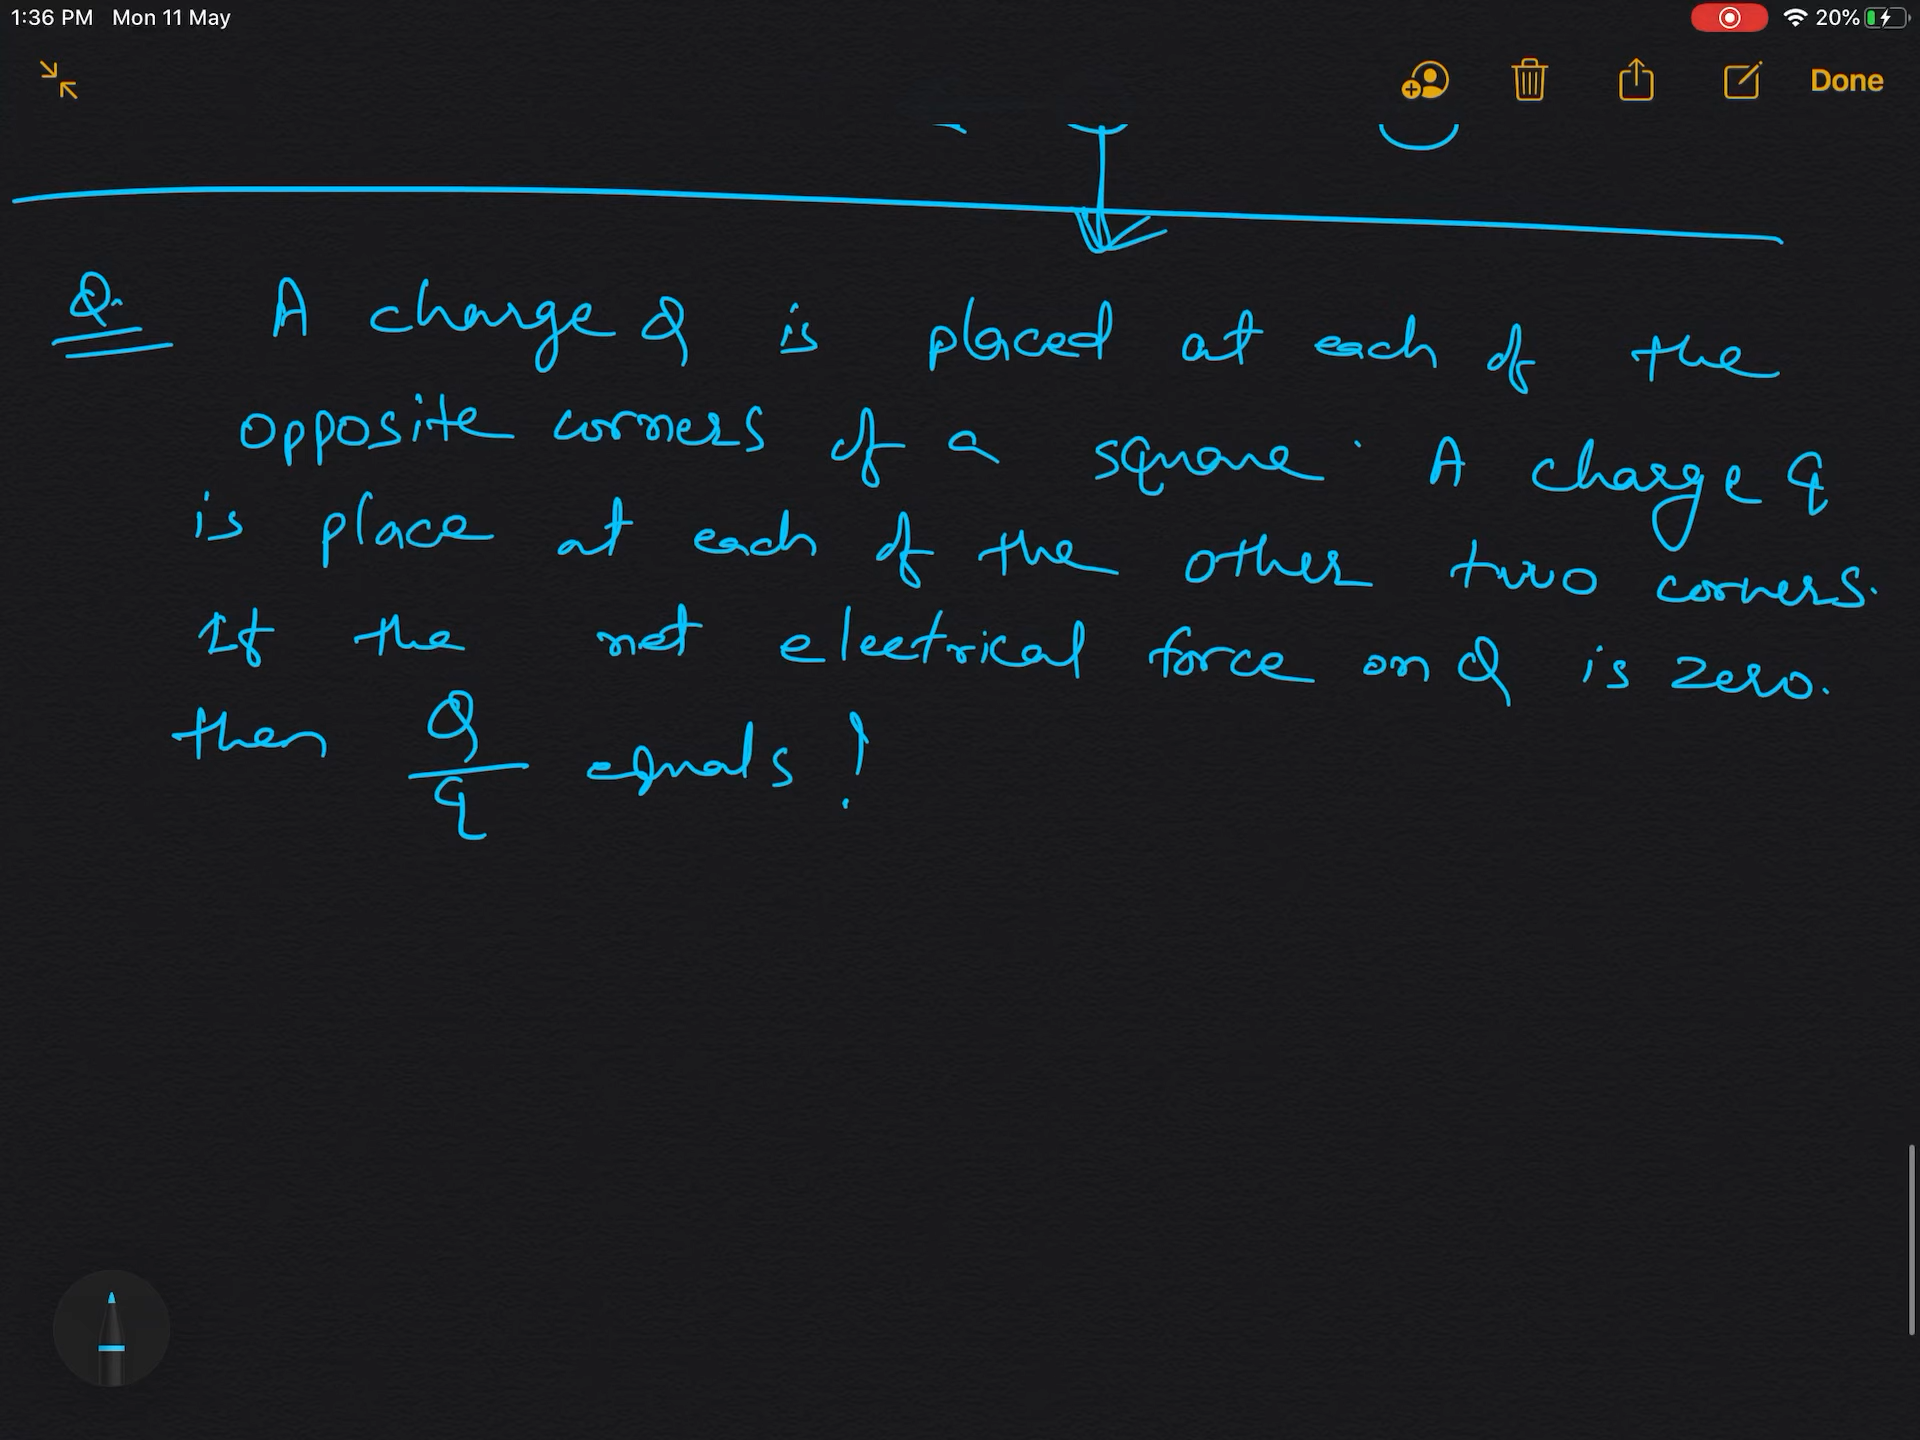 1:36 PM Mon 11 May
20%
Done
Q. A charge Q is placed at each of the
opposite corners of a square. A charge q
is place at each of the other two corners.
If the net electrical force on Q is zero.
then Q/q equals !